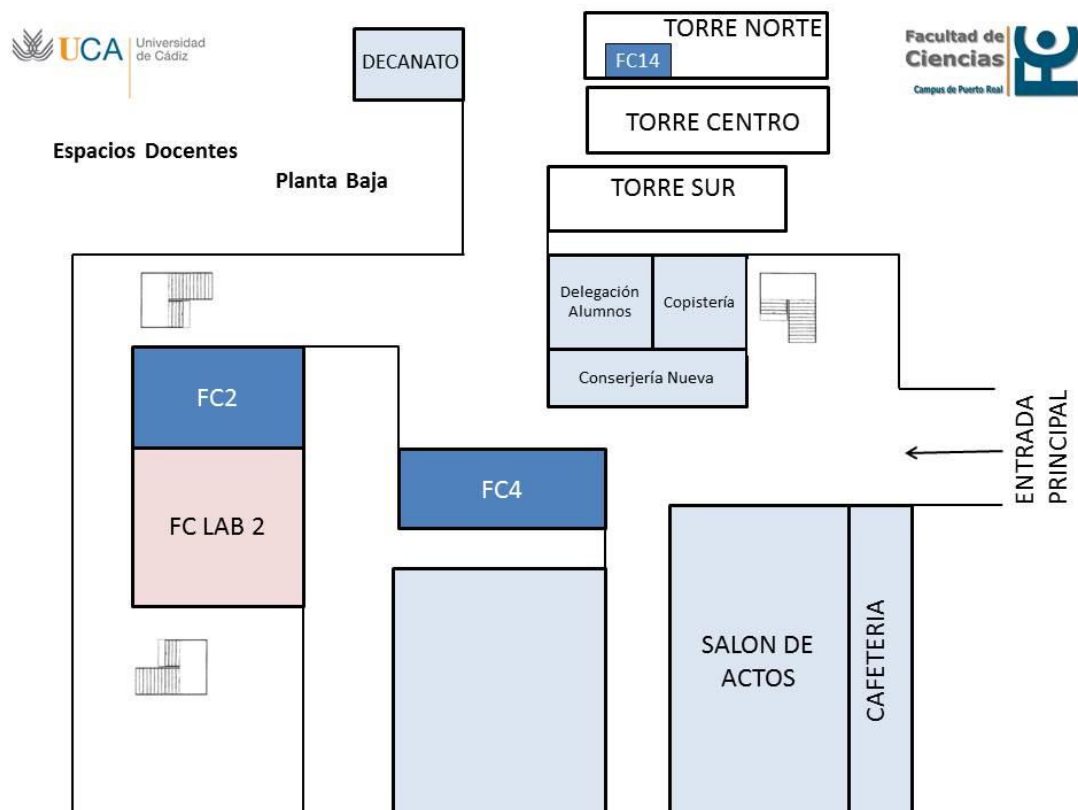 UCA
Universidad
de Cádiz
DECANATO
TORRE NORTE
FC14
Facultad de
Ciencias
Campus de Puerto Real
FC
TORRE CENTRO
Espacios Docentes
Planta Baja
TORRE SUR
Delegación
Alumnos
Copistería
Conserjería Nueva
FC2
FC4
FC LAB 2
ENTRADA
PRINCIPAL
SALON DE
ACTOS
CAFETERIA